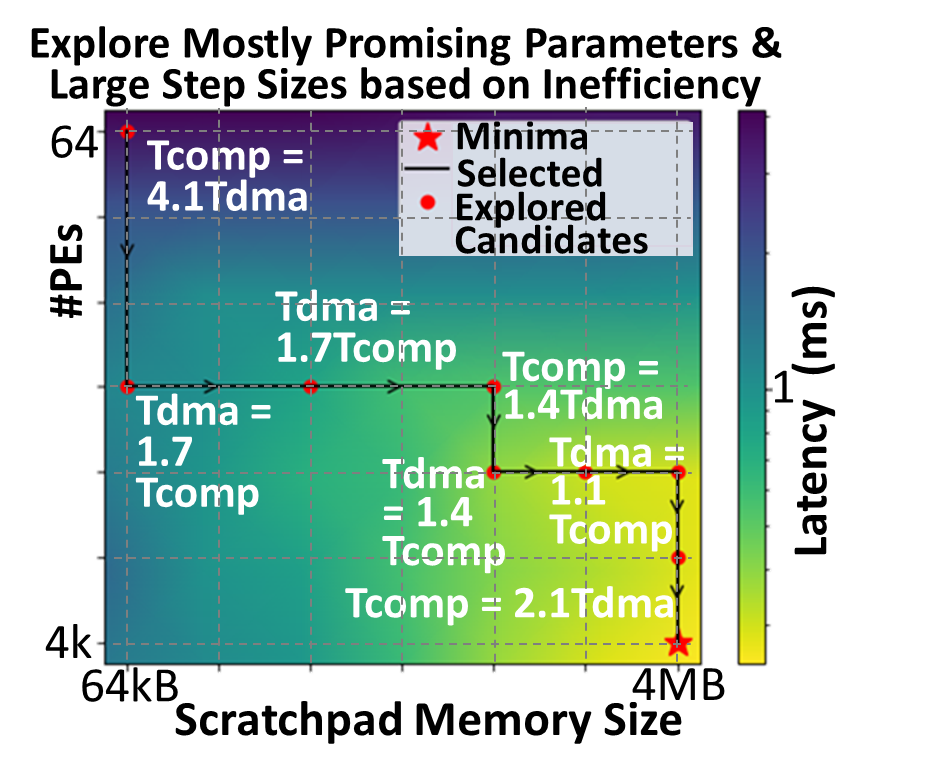 Explore Mostly Promising Parameters &
Large Step Sizes based on Inefficiency
64
Tcomp =
4.1Tdma
Minima
Selected
Explored
Candidates
#PEs
Tdma =
1.7Tcomp
Tcomp =
1.4Tdma
Tdma =
1.7
Tcomp
Tdma
= 1.4
Tcomp
Tdma =
1.1
Tcomp
Tcomp = 2.1Tdma
4k
64kB
4MB
Scratchpad Memory Size
1
Latency (ms)